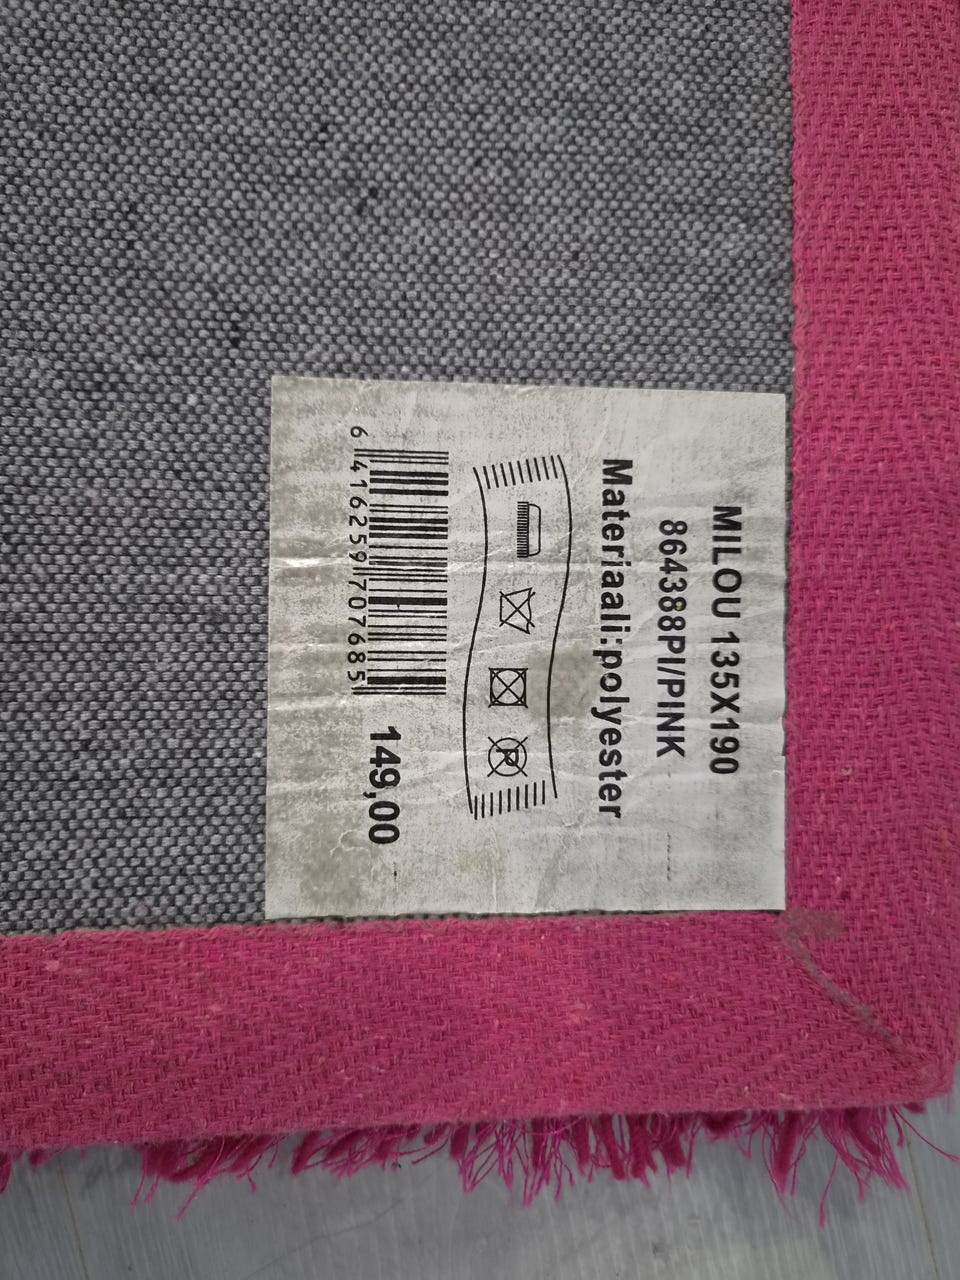 MILOU 135X190
864388PI/PINK
Materiaali:polyester
P
6 416259 707685
149,00